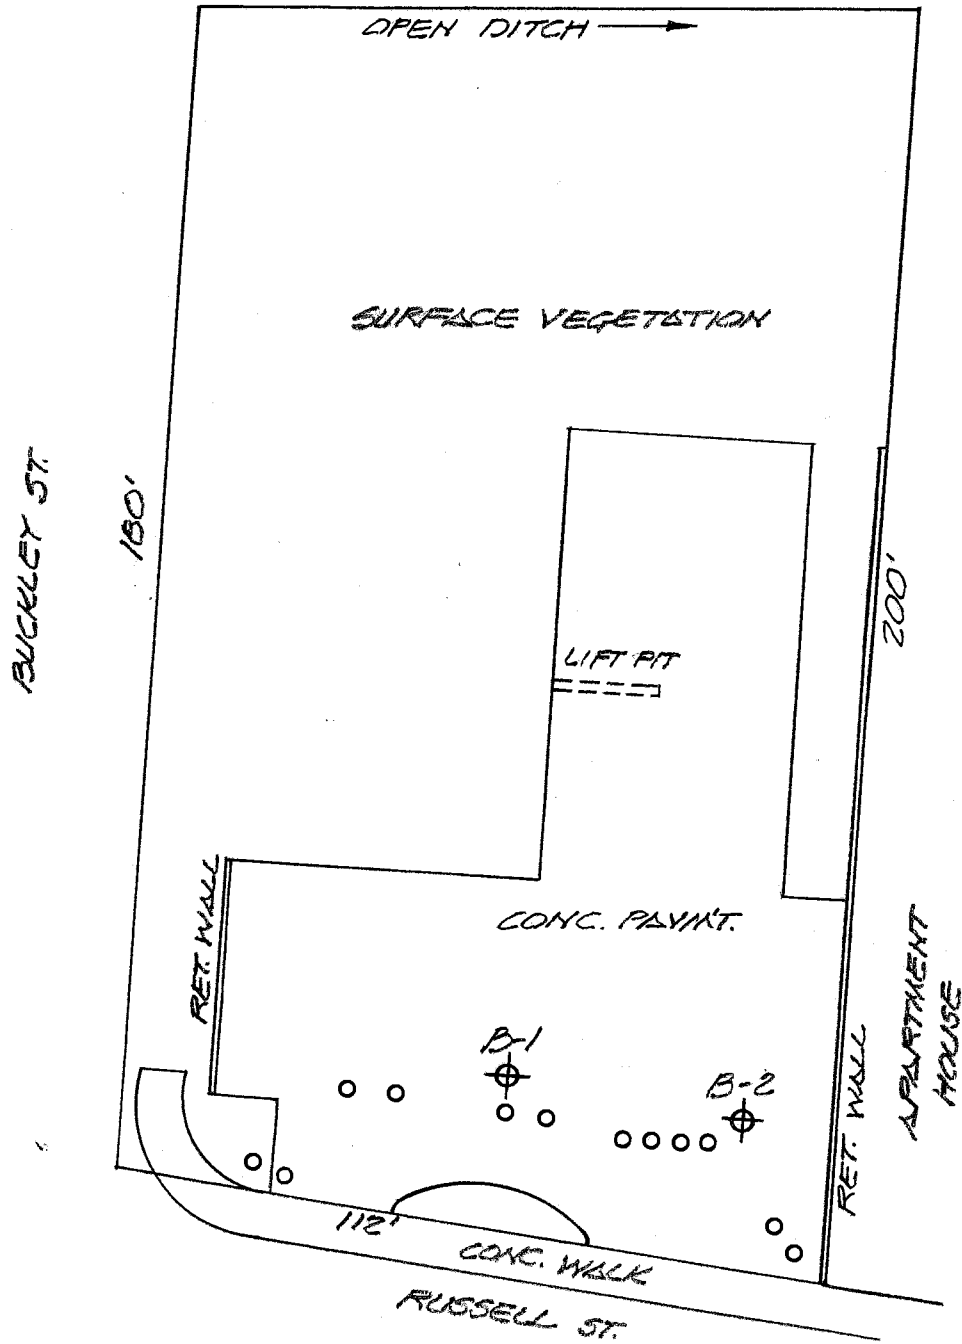 OPEN DITCH
SURFACE VEGETATION
BUCKLEY ST.
180'
200'
LIFT PIT
RET. WALL
CONC. PAVM'T.
APARTMENT
HOUSE
B-1
B-2
RET. WALL
112'
CONC. WALK
RUSSELL ST.